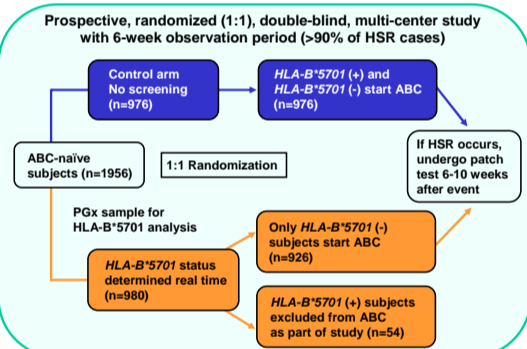 Prospective, randomized (1:1), double-blind, multi-center study
with 6-week observation period (>90% of HSR cases)
Control arm
No screening
(n=976)
HLA-B*5701 (+) and
HLA-B*5701 (-) start ABC
(n=976)
ABC-naïve
subjects (n=1956)
1:1 Randomization
If HSR occurs,
undergo patch
test 6-10 weeks
after event
PGx sample for
HLA-B*5701 analysis
HLA-B*5701 status
determined real time
(n=980)
Only HLA-B*5701 (-)
subjects start ABC
(n=926)
HLA-B*5701 (+) subjects
excluded from ABC
as part of study (n=54)